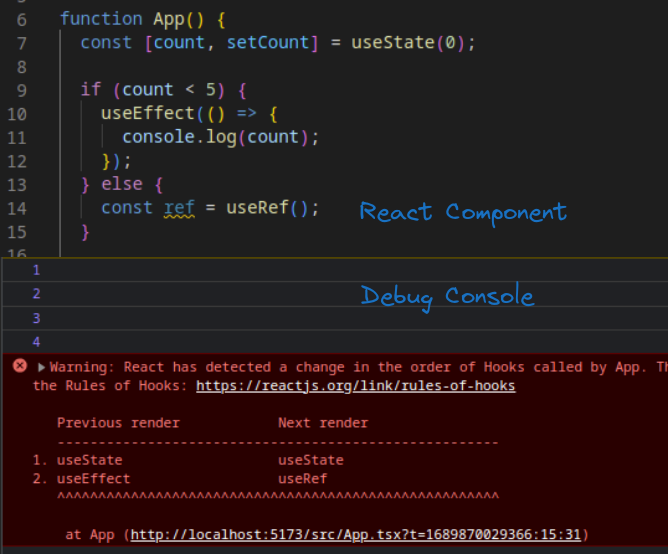 6 function App() {
7 const [count, setCount] = useState(0);
8
9 if (count < 5) {
10 useEffect(() => {
11 console.log(count);
12 });
13 } else {
14 const ref = useRef();
React Component
15 }
1
2
Debug Console
3
4
Warning: React has detected a change in the order of Hooks called by App.
the Rules of Hooks: https://reactjs.org/link/rules-of-hooks
Previous render Next render
------------------------------------------------------
1. useState useState
2. useEffect useRef
^^^^^^^^^^^^^^^^^^^^^^^^^^^^^^^^^^^^^^^^^^^^^^^^^^^^^^
at App (http://localhost:5173/src/App.tsx?t=1689870029366:15:31)